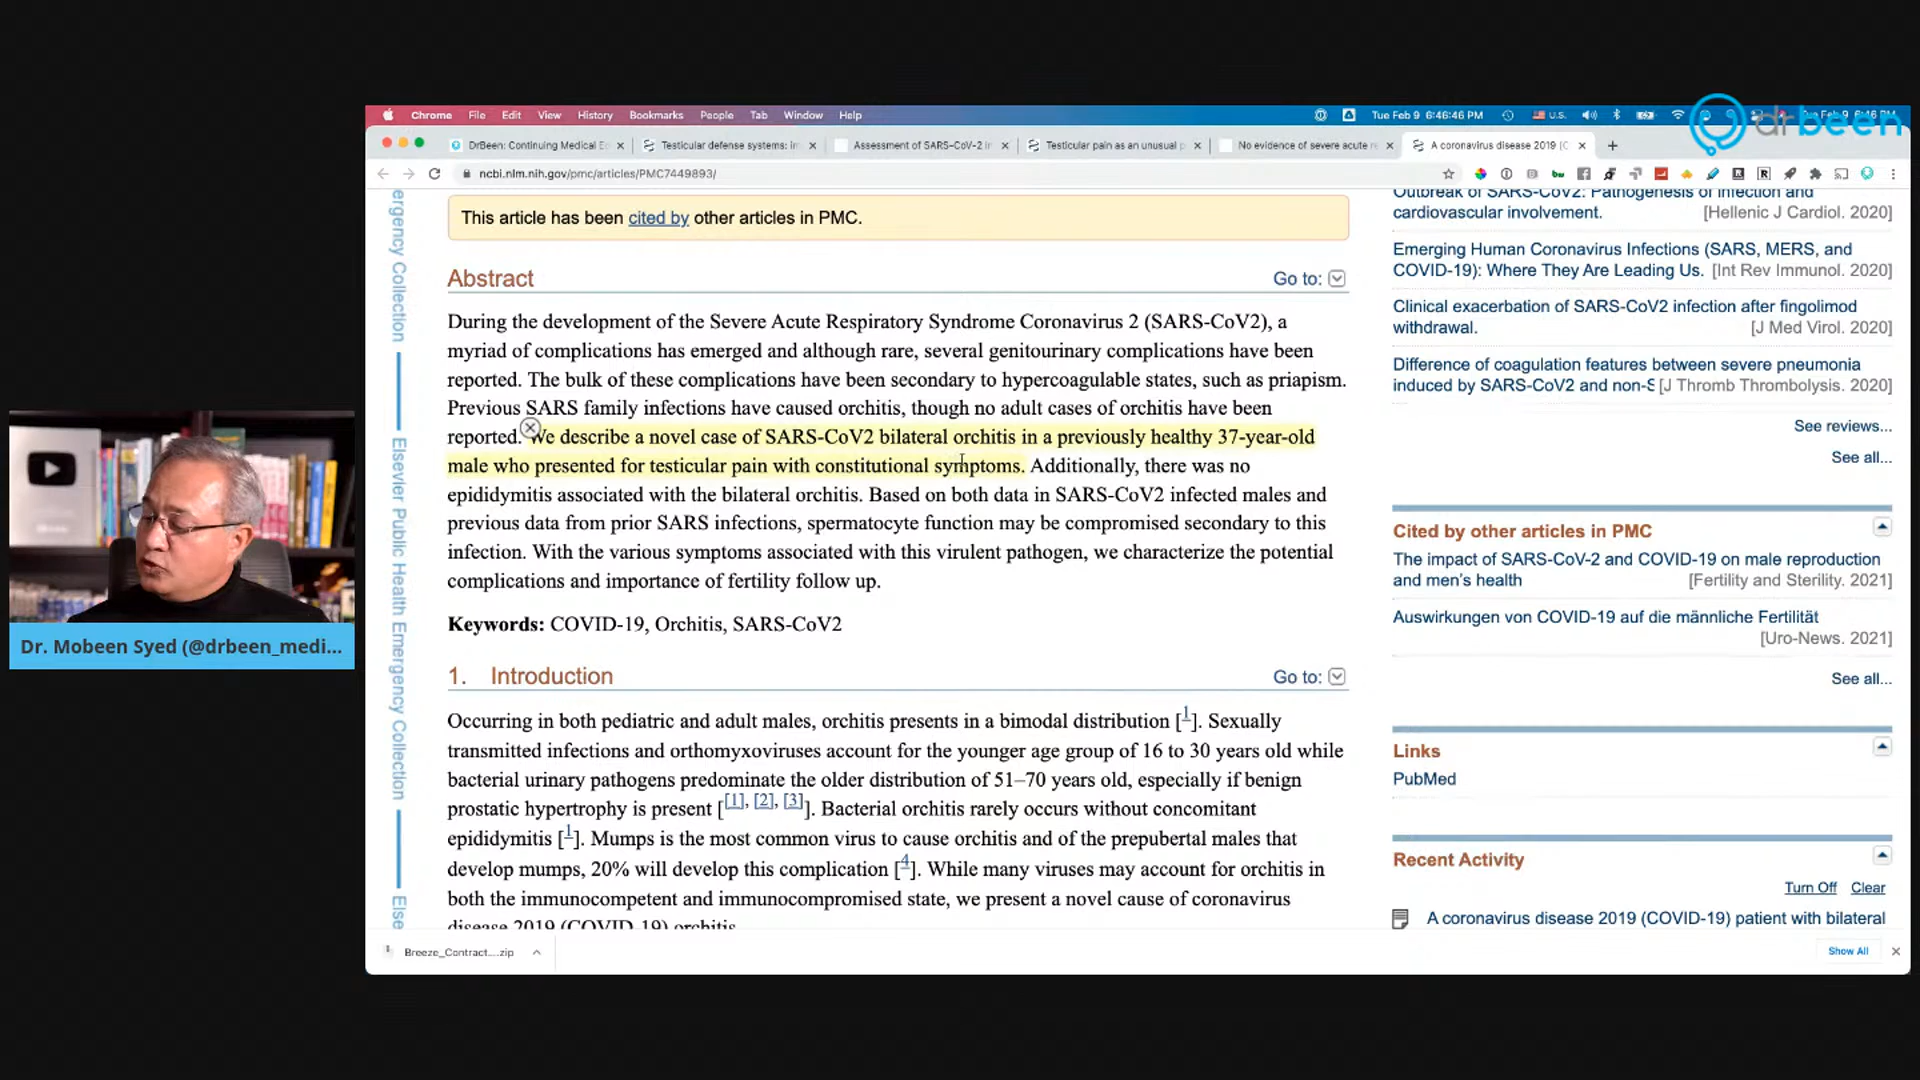 drbeen
Chrome File Edit View History Bookmarks People Tab Window Help
U.S. Tue Feb 9 6:46:46 PM
DrBeen: Continuing Medical E
Testicular defense systems: i
Assessment of SARS-CoV-2 i
Testicular pain as an unusual p
No evidence of severe acute re
A coronavirus disease 2019 (C
ncbi.nlm.nih.gov/pmc/articles/PMC7449893/
ergency Collection
Elsevier Public Health Emergency Collection
Else
This article has been cited by other articles in PMC.
Abstract
Go to:
During the development of the Severe Acute Respiratory Syndrome Coronavirus 2 (SARS-CoV2), a
myriad of complications has emerged and although rare, several genitourinary complications have been
reported. The bulk of these complications have been secondary to hypercoagulable states, such as priapism.
Previous SARS family infections have caused orchitis, though no adult cases of orchitis have been
reported. We describe a novel case of SARS-CoV2 bilateral orchitis in a previously healthy 37-year-old
male who presented for testicular pain with constitutional symptoms. Additionally, there was no
epididymitis associated with the bilateral orchitis. Based on both data in SARS-CoV2 infected males and
previous data from prior SARS infections, spermatocyte function may be compromised secondary to this
infection. With the various symptoms associated with this virulent pathogen, we characterize the potential
complications and importance of fertility follow up.
Keywords: COVID-19, Orchitis, SARS-CoV2
1. Introduction
Go to:
Occurring in both pediatric and adult males, orchitis presents in a bimodal distribution [1]. Sexually
transmitted infections and orthomyxoviruses account for the younger age group of 16 to 30 years old while
bacterial urinary pathogens predominate the older distribution of 51–70 years old, especially if benign
prostatic hypertrophy is present [[1], [2], [3]]. Bacterial orchitis rarely occurs without concomitant
epididymitis [1]. Mumps is the most common virus to cause orchitis and of the prepubertal males that
develop mumps, 20% will develop this complication [4]. While many viruses may account for orchitis in
both the immunocompetent and immunocompromised state, we present a novel cause of coronavirus
disease 2019 (COVID-19) orchitis
Outbreak of SARS-CoV2: Pathogenesis of infection and
cardiovascular involvement. [Hellenic J Cardiol. 2020]
Emerging Human Coronavirus Infections (SARS, MERS, and
COVID-19): Where They Are Leading Us. [Int Rev Immunol. 2020]
Clinical exacerbation of SARS-CoV2 infection after fingolimod
withdrawal. [J Med Virol. 2020]
Difference of coagulation features between severe pneumonia
induced by SARS-CoV2 and non-S [J Thromb Thrombolysis. 2020]
See reviews...
See all...
Cited by other articles in PMC
The impact of SARS-CoV-2 and COVID-19 on male reproduction
and men's health [Fertility and Sterility. 2021]
Auswirkungen von COVID-19 auf die männliche Fertilität
[Uro-News. 2021]
See all...
Links
PubMed
Recent Activity
Turn Off Clear
A coronavirus disease 2019 (COVID-19) patient with bilateral
Breeze_Contract....zip
Show All
Dr. Mobeen Syed (@drbeen_medi...